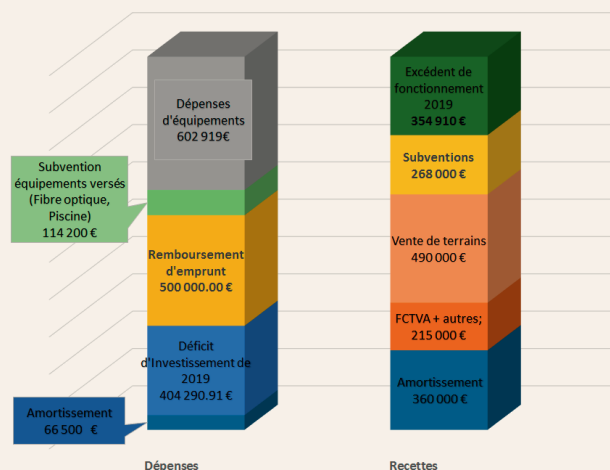 Dépenses
d'équipements
602 919€
Subvention
équipements versés
(Fibre optique,
Piscine)
114 200 €
Remboursement
d'emprunt
500 000.00 €
Déficit
d'Investissement de
2019
404 290.91 €
Amortissement
66 500 €
Dépenses
Excédent de
fonctionnement
2019
354 910 €
Subventions
268 000 €
Vente de terrains
490 000 €
FCTVA + autres;
215 000 €
Amortissement
360 000 €
Recettes